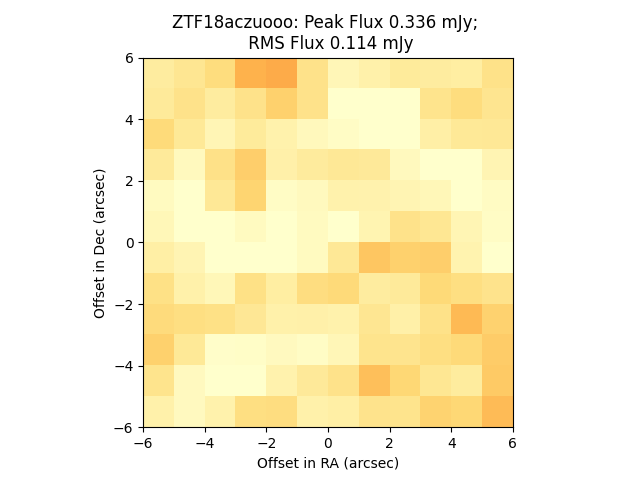 ZTF18aczuooo: Peak Flux 0.336 mJy;
RMS Flux 0.114 mJy
6
4
2
0
−2
−4
−6
Offset in Dec (arcsec)
−6 −4 −2 0 2 4 6
Offset in RA (arcsec)